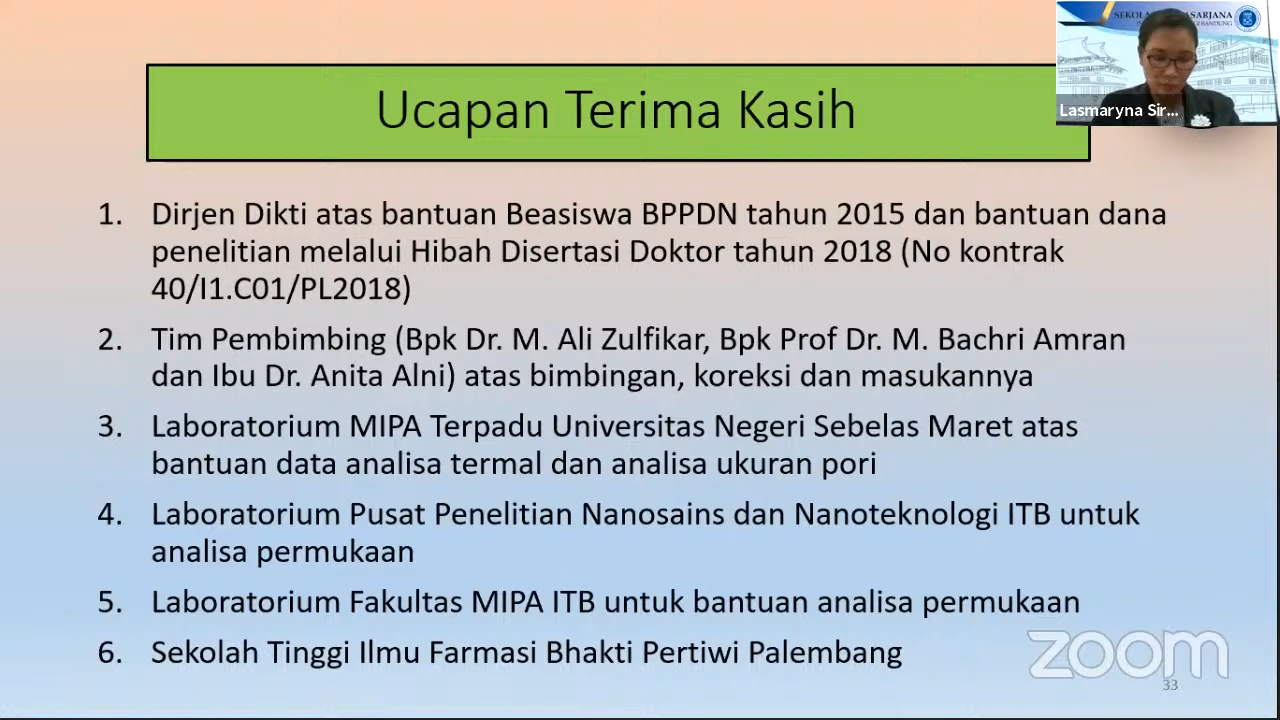 SEKOLAH PASCASARJANA
Lasmaryna Sir...
Ucapan Terima Kasih
1. Dirjen Dikti atas bantuan Beasiswa BPPDN tahun 2015 dan bantuan dana
penelitian melalui Hibah Disertasi Doktor tahun 2018 (No kontrak
40/I1.C01/PL2018)
2. Tim Pembimbing (Bpk Dr. M. Ali Zulfikar, Bpk Prof Dr. M. Bachri Amran
dan Ibu Dr. Anita Alni) atas bimbingan, koreksi dan masukannya
3. Laboratorium MIPA Terpadu Universitas Negeri Sebelas Maret atas
bantuan data analisa termal dan analisa ukuran pori
4. Laboratorium Pusat Penelitian Nanosains dan Nanoteknologi ITB untuk
analisa permukaan
5. Laboratorium Fakultas MIPA ITB untuk bantuan analisa permukaan
6. Sekolah Tinggi Ilmu Farmasi Bhakti Pertiwi Palembang
zoom
33